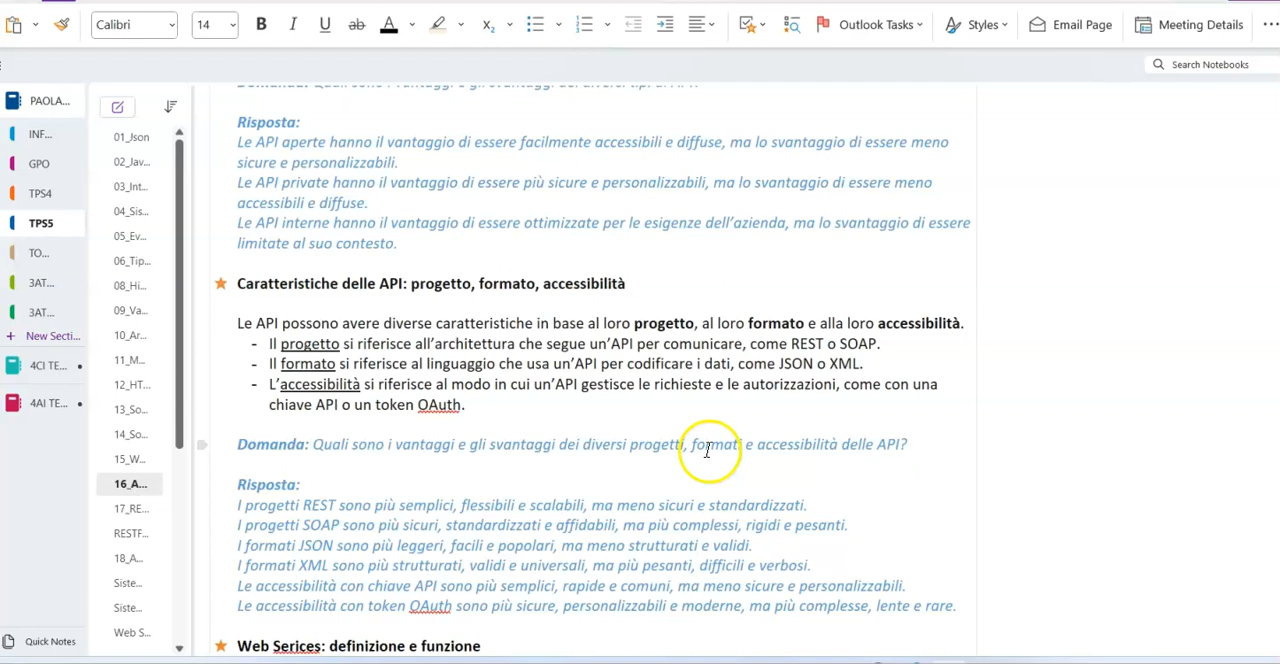 Calibri
14
B
I
U
ab
A
X₂
Outlook Tasks
Styles
Email Page
Meeting Details
Search Notebooks
PAOLA...
INF...
GPO
TPS4
TPS5
TO...
3AT...
3AT...
New Secti...
4CI TE...
4AI TE...
Quick Notes
01_Json
02_Jav...
03_Int...
04_Sis...
05_Ev...
06_Tip...
08_Hi...
09_Va...
10_Ar...
11_M...
12_HT...
13_So...
14_So...
15_W...
16_A...
17_RE...
RESTF...
18_A...
Siste...
Siste...
Web S...
Domanda: Quali sono i vantaggi e gli svantaggi dei diversi tipi di API?
Risposta:
Le API aperte hanno il vantaggio di essere facilmente accessibili e diffuse, ma lo svantaggio di essere meno
sicure e personalizzabili.
Le API private hanno il vantaggio di essere più sicure e personalizzabili, ma lo svantaggio di essere meno
accessibili e diffuse.
Le API interne hanno il vantaggio di essere ottimizzate per le esigenze dell’azienda, ma lo svantaggio di essere
limitate al suo contesto.
Caratteristiche delle API: progetto, formato, accessibilità
Le API possono avere diverse caratteristiche in base al loro progetto, al loro formato e alla loro accessibilità.
- Il progetto si riferisce all’architettura che segue un’API per comunicare, come REST o SOAP.
- Il formato si riferisce al linguaggio che usa un’API per codificare i dati, come JSON o XML.
- L’accessibilità si riferisce al modo in cui un’API gestisce le richieste e le autorizzazioni, come con una
chiave API o un token OAuth.
Domanda: Quali sono i vantaggi e gli svantaggi dei diversi progetti, formati e accessibilità delle API?
Risposta:
I progetti REST sono più semplici, flessibili e scalabili, ma meno sicuri e standardizzati.
I progetti SOAP sono più sicuri, standardizzati e affidabili, ma più complessi, rigidi e pesanti.
I formati JSON sono più leggeri, facili e popolari, ma meno strutturati e validi.
I formati XML sono più strutturati, validi e universali, ma più pesanti, difficili e verbosi.
Le accessibilità con chiave API sono più semplici, rapide e comuni, ma meno sicure e personalizzabili.
Le accessibilità con token OAuth sono più sicure, personalizzabili e moderne, ma più complesse, lente e rare.
Web Serices: definizione e funzione